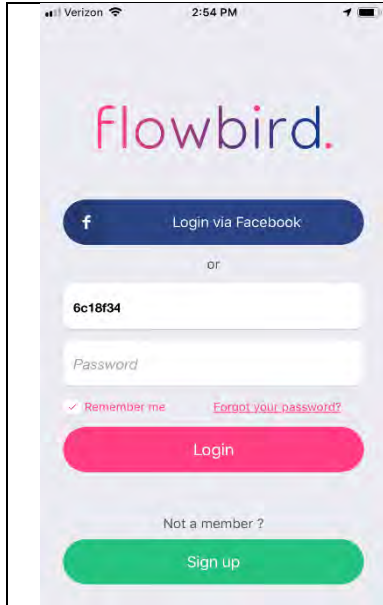 Verizon 2:54 PM
flowbird.
f Login via Facebook
or
6c18f34
Password
Remember me Forgot your password?
Login
Not a member ?
Sign up